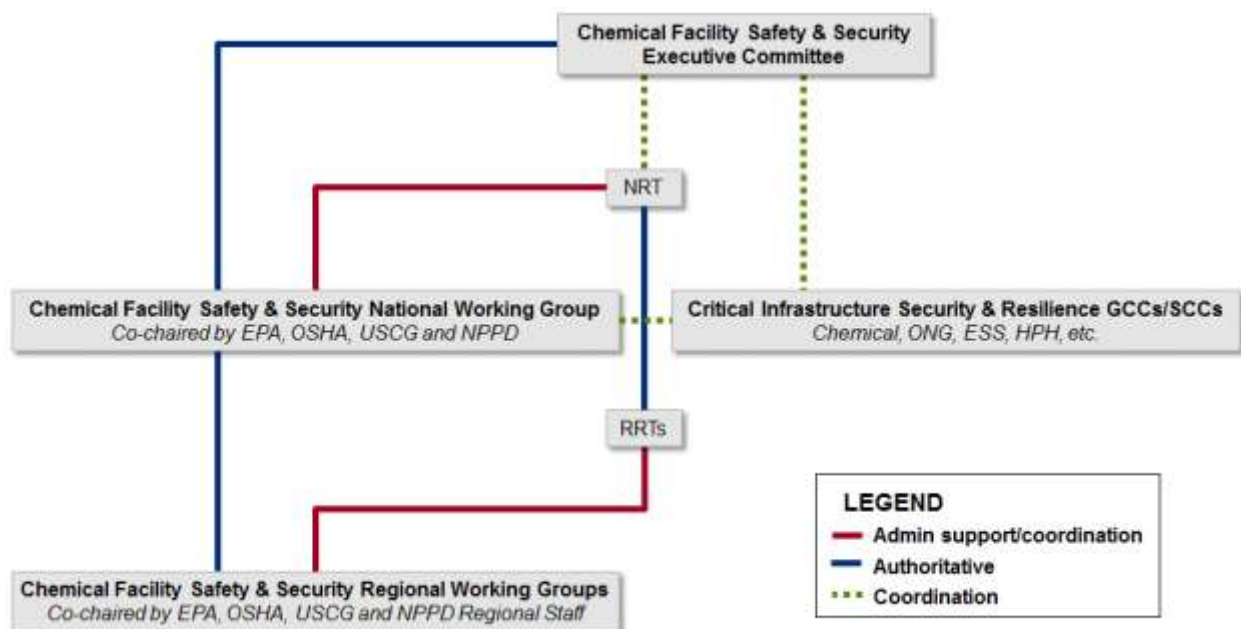 Chemical Facility Safety & Security
Executive Committee
NRT
Chemical Facility Safety & Security National Working Group
Co-chaired by EPA, OSHA, USCG and NPPD
Critical Infrastructure Security & Resilience GCCs/SCCs
Chemical, ONG, ESS, HPH, etc.
RRTs
LEGEND
Admin support/coordination
Authoritative
Coordination
Chemical Facility Safety & Security Regional Working Groups
Co-chaired by EPA, OSHA, USCG and NPPD Regional Staff